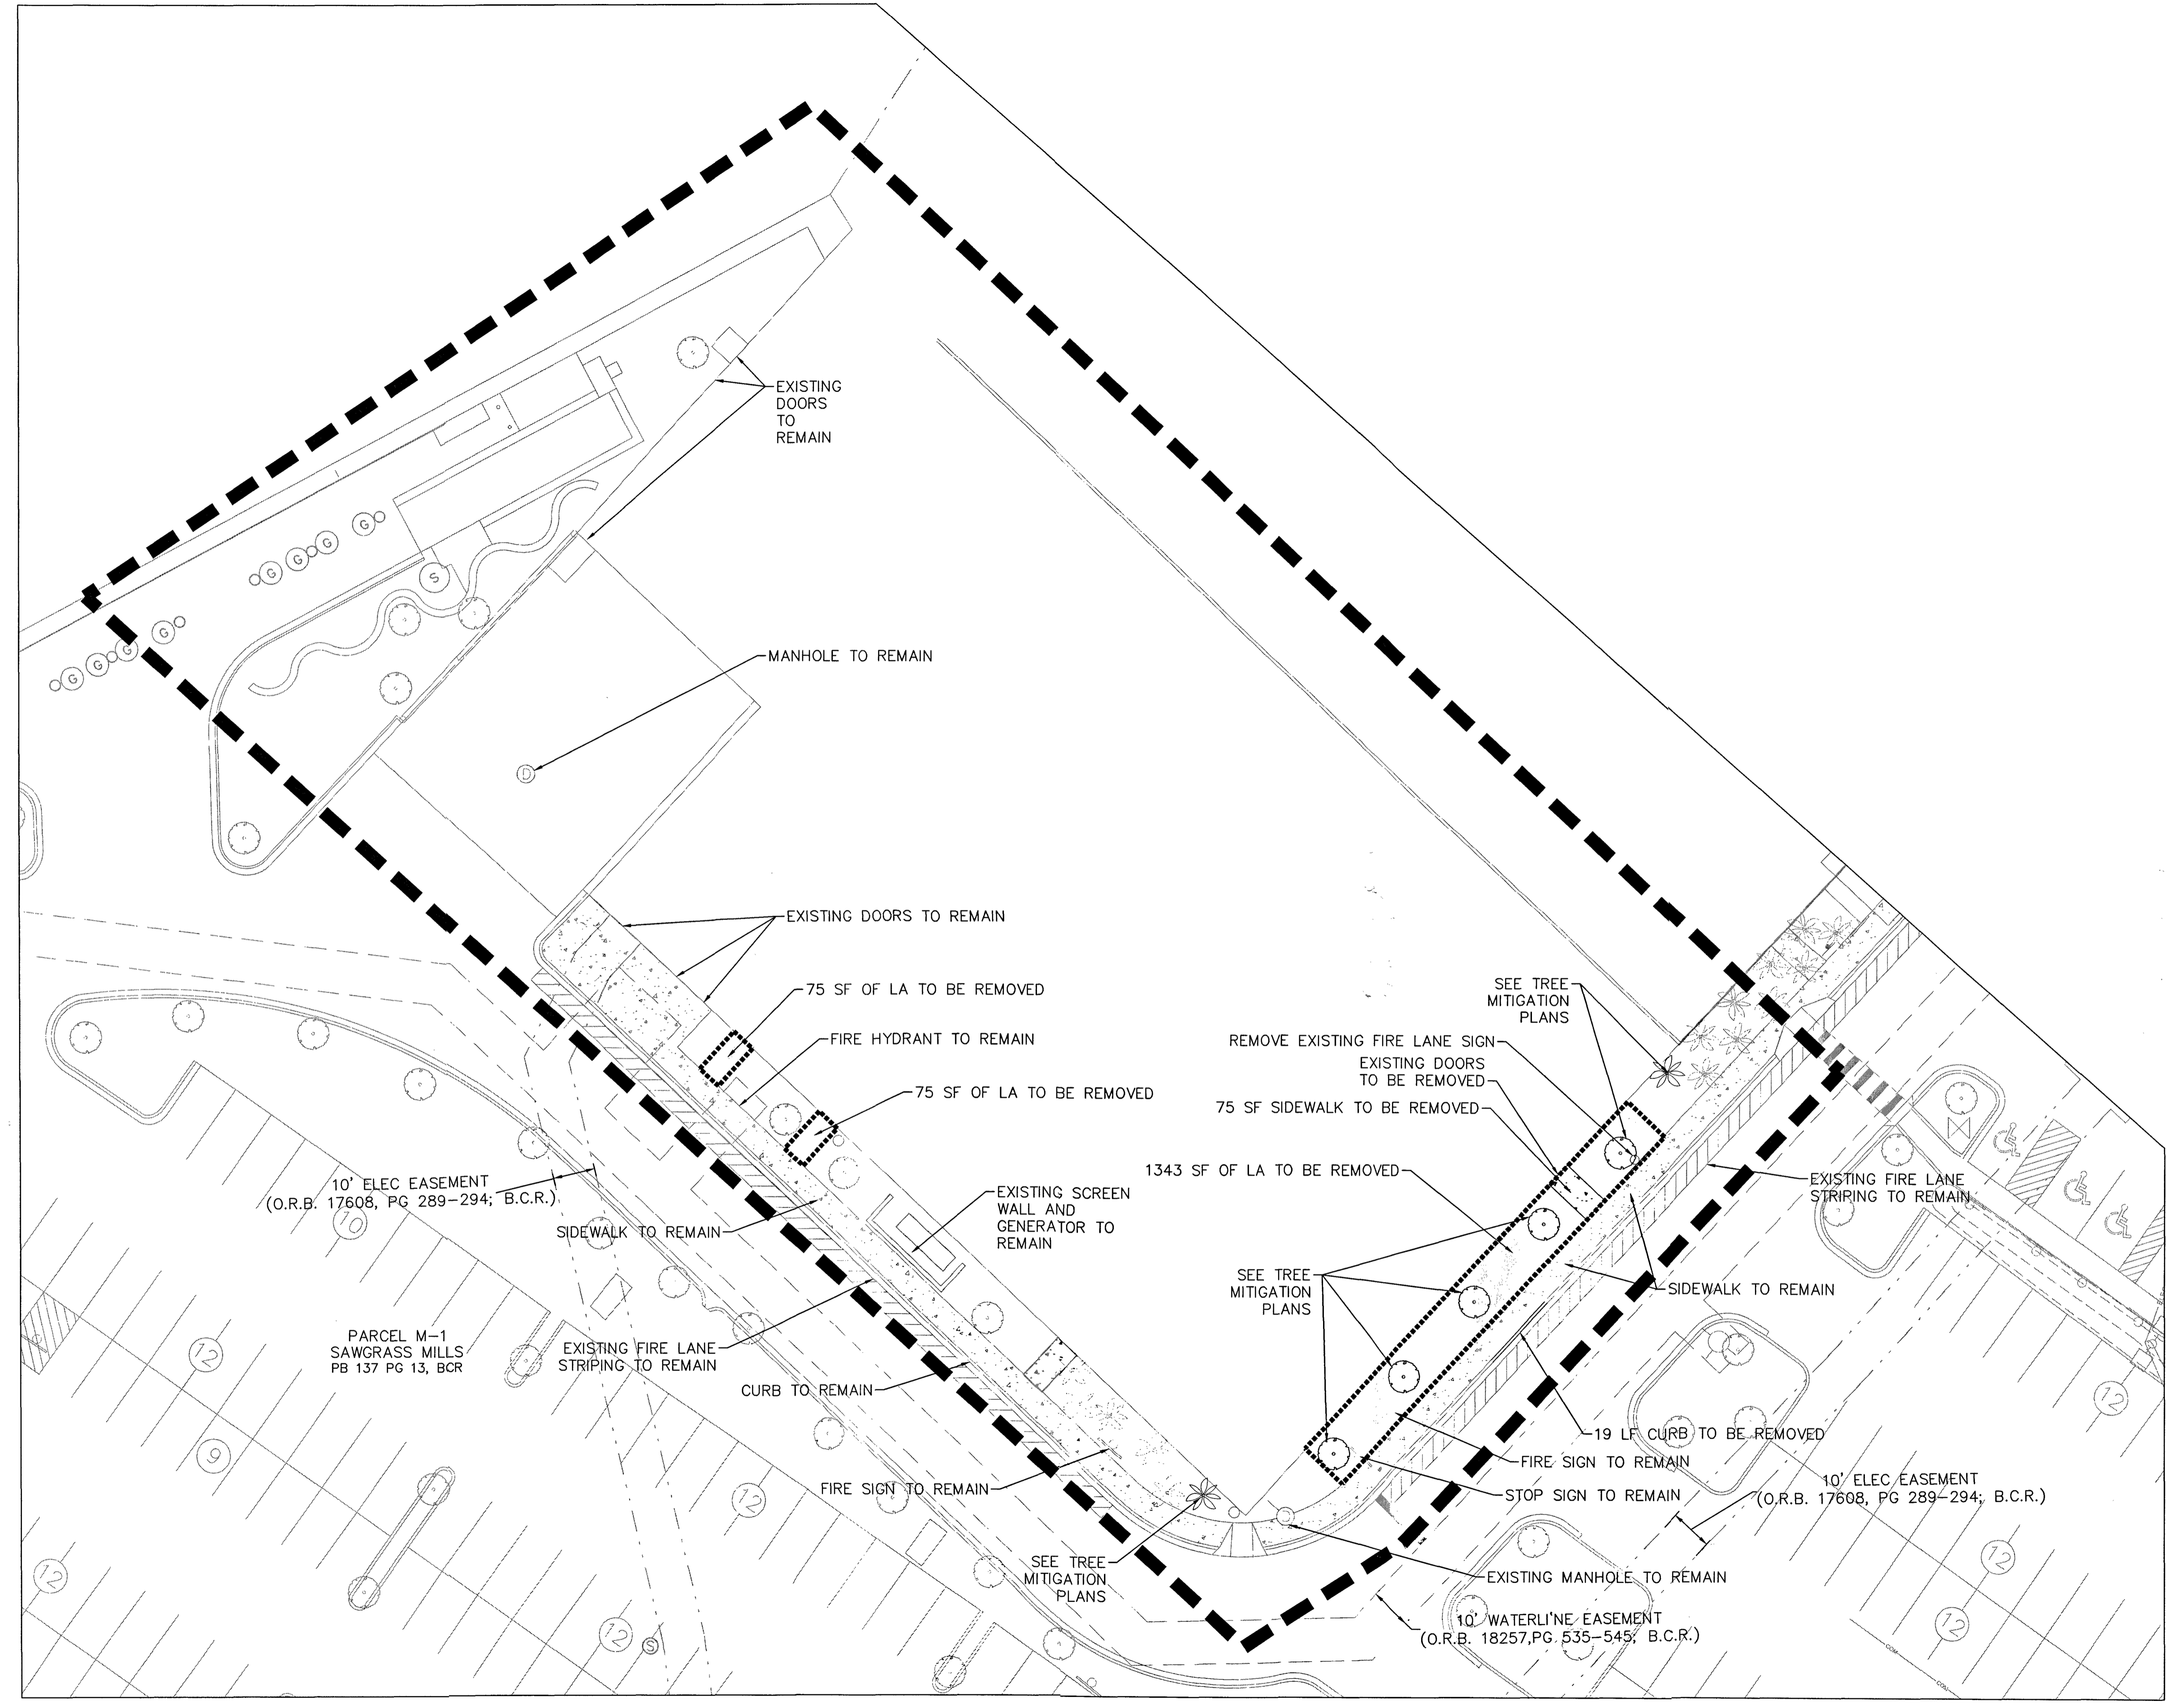 EXISTING
DOORS
TO
REMAIN
G
G
G
G
S
G
G
G
G
MANHOLE TO REMAIN
D
EXISTING DOORS TO REMAIN
75 SF OF LA TO BE REMOVED
FIRE HYDRANT TO REMAIN
75 SF OF LA TO BE REMOVED
SEE TREE
MITIGATION
PLANS
REMOVE EXISTING FIRE LANE SIGN
EXISTING DOORS
TO BE REMOVED
75 SF SIDEWALK TO BE REMOVED
1343 SF OF LA TO BE REMOVED
EXISTING FIRE LANE
STRIPING TO REMAIN
10' ELEC EASEMENT
(O.R.B. 17608, PG 289-294; B.C.R.)
10
SIDEWALK TO REMAIN
EXISTING SCREEN
WALL AND
GENERATOR TO
REMAIN
SEE TREE
MITIGATION
PLANS
SIDEWALK TO REMAIN
PARCEL M-1
SAWGRASS MILLS
PB 137 PG 13, BCR
12
EXISTING FIRE LANE
STRIPING TO REMAIN
CURB TO REMAIN
12
9
19 LF CURB TO BE REMOVED
FIRE SIGN TO REMAIN
FIRE SIGN TO REMAIN
STOP SIGN TO REMAIN
12
10' ELEC EASEMENT
(O.R.B. 17608, PG 289-294; B.C.R.)
12
SEE TREE
MITIGATION
PLANS
EXISTING MANHOLE TO REMAIN
12
12
S
10' WATERLINE EASEMENT
(O.R.B. 18257,PG 535-545; B.C.R.)
12